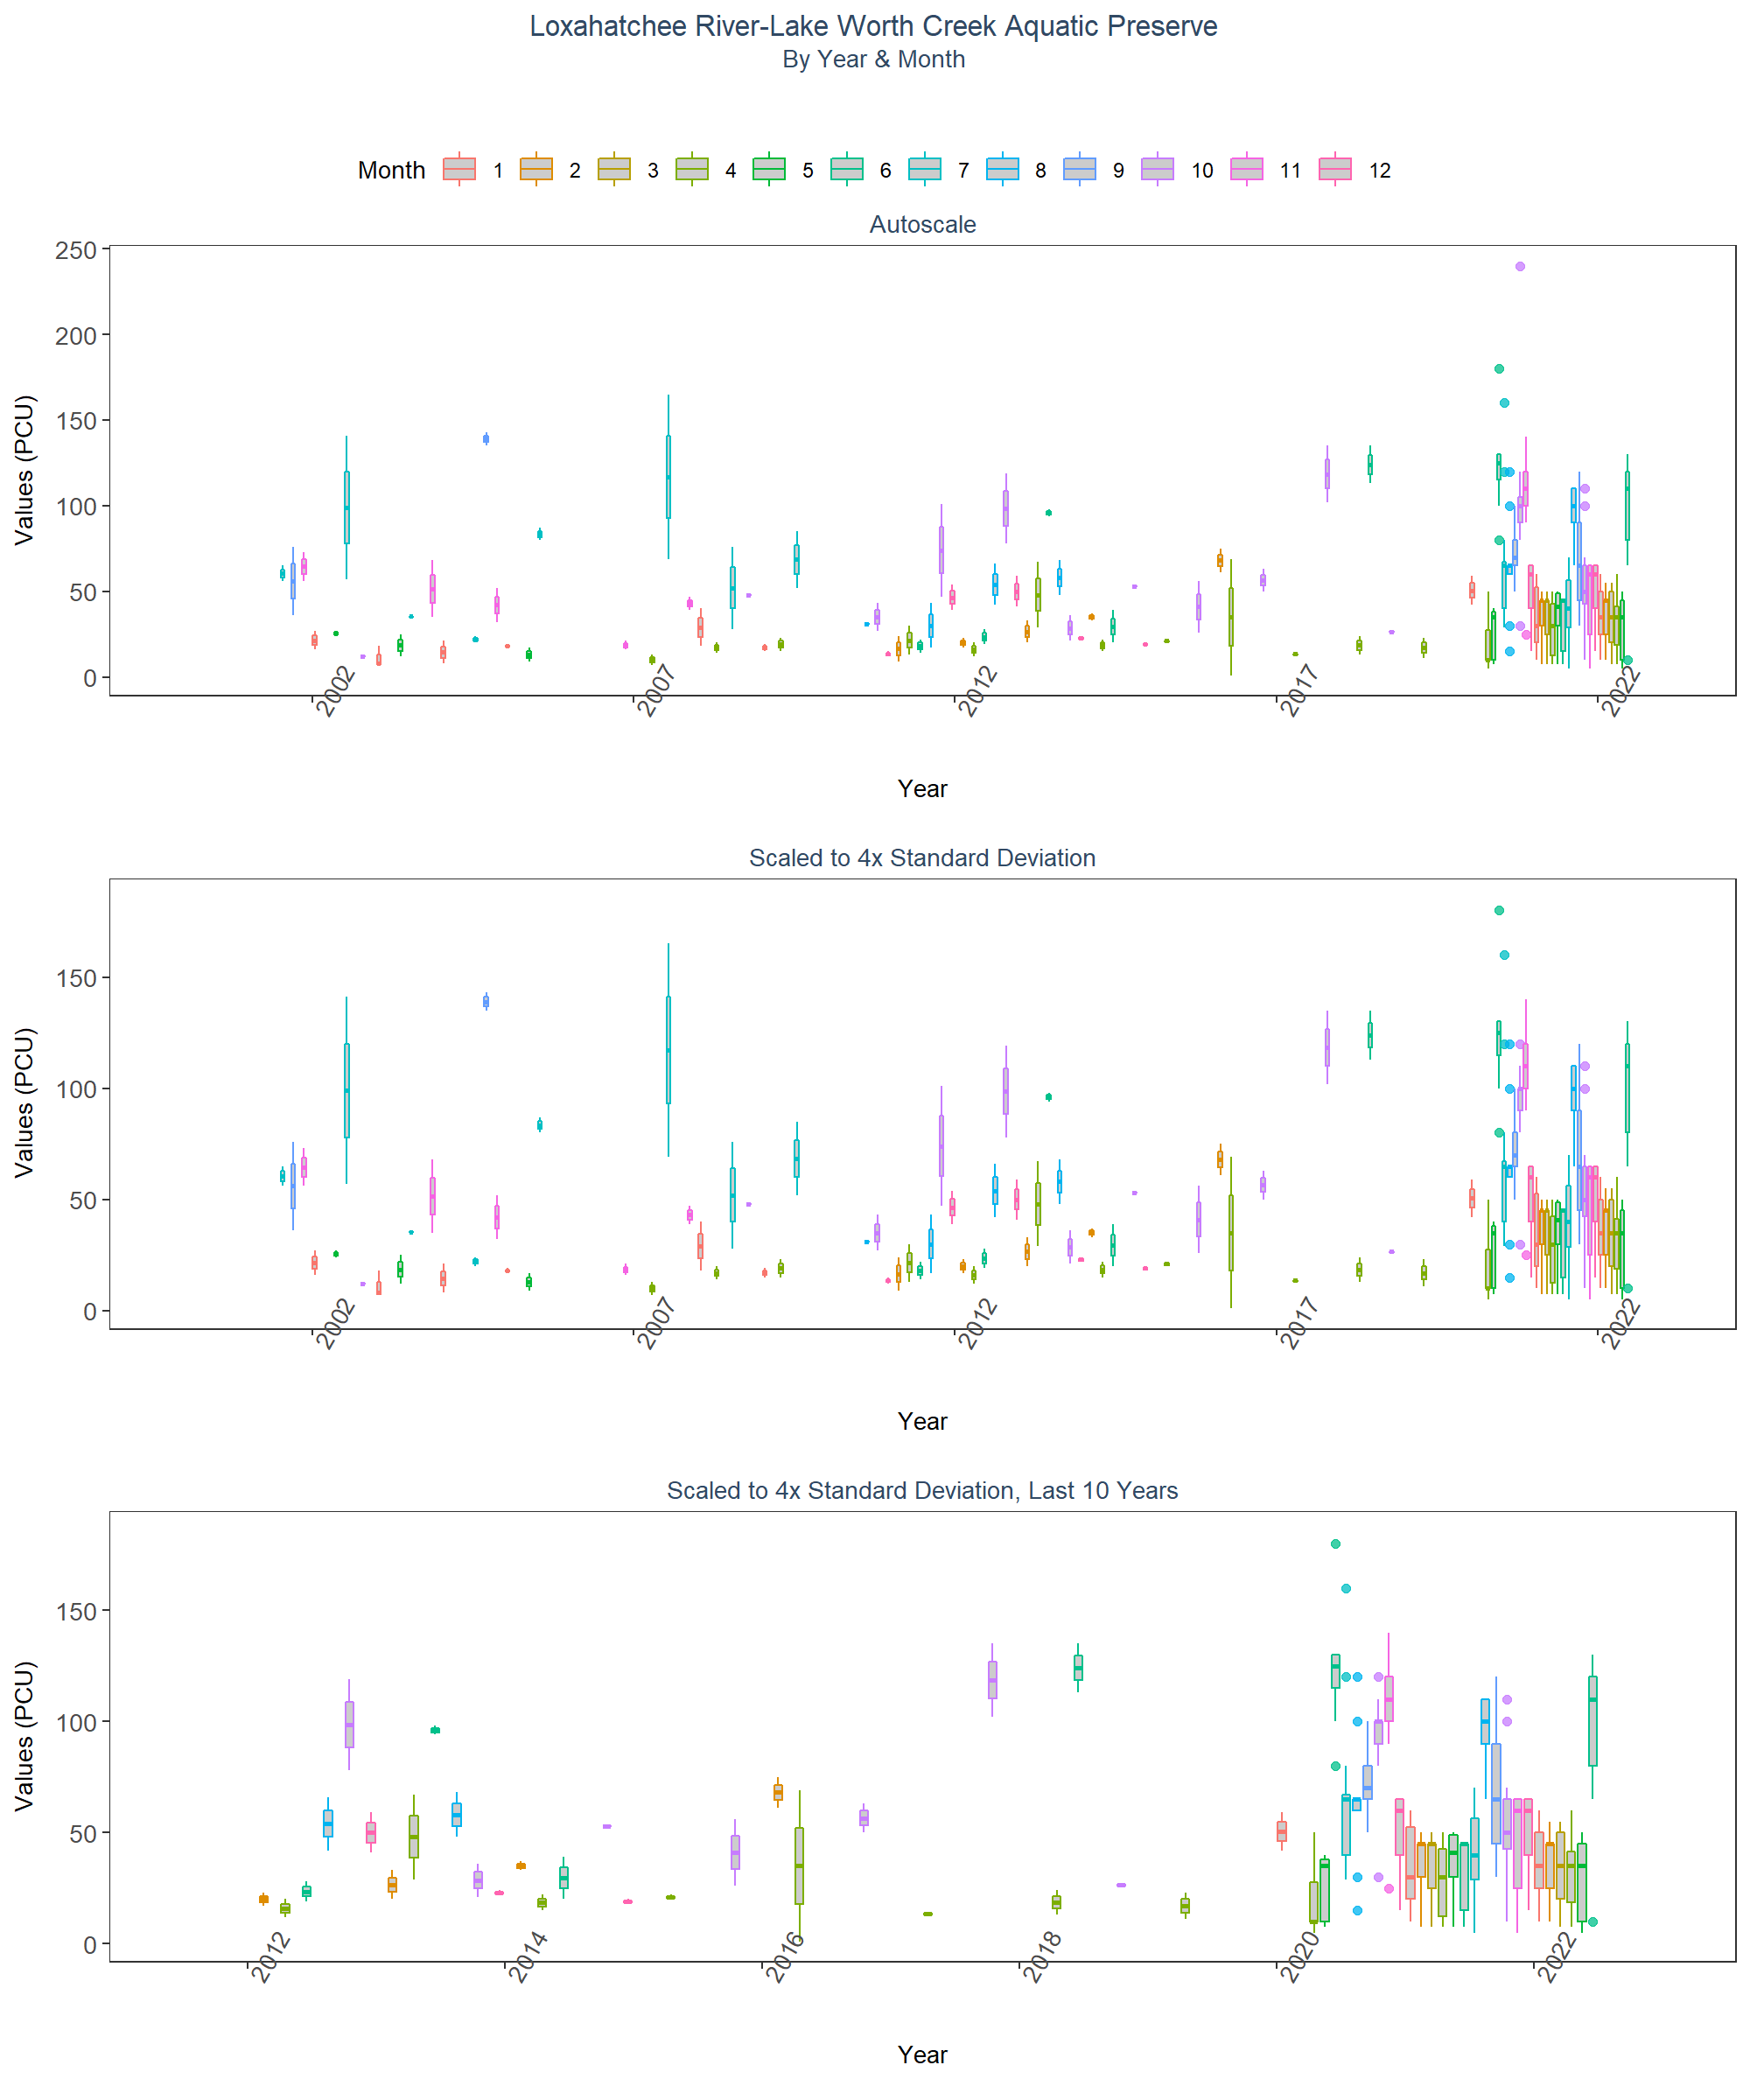 Loxahatchee River-Lake Worth Creek Aquatic Preserve
By Year & Month
Month 1 2 3 4 5 6 7 8 9 10 11 12
Autoscale
Values (PCU)
250
200
150
100
50
0
2002 2007 2012 2017 2022
Year
Scaled to 4x Standard Deviation
Values (PCU)
150
100
50
0
2002 2007 2012 2017 2022
Year
Scaled to 4x Standard Deviation, Last 10 Years
Values (PCU)
150
100
50
0
2012 2014 2016 2018 2020 2022
Year